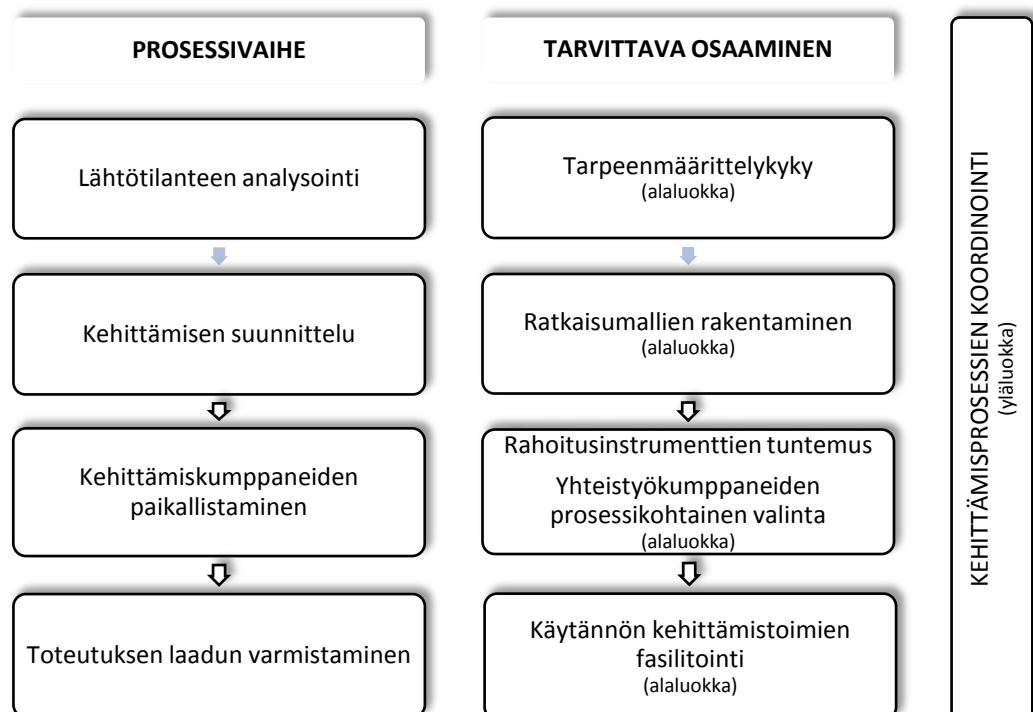 PROSESSIVAIHE
TARVITTAVA OSAAMINEN
Lähtötilanteen analysointi
Tarpeenmäärittelykyky
(alaluokka)
Kehittämisen suunnittelu
Ratkaisumallien rakentaminen
(alaluokka)
Kehittämiskumppaneiden
paikallistaminen
Rahoitusinstrumenttien tuntemus
Yhteistyökumppaneiden
prosessikohtainen valinta
(alaluokka)
Toteutuksen laadun varmistaminen
Käytännön kehittämistoimien
fasilitointi
(alaluokka)
KEHITTÄMISPROSESSIEN KOORDINOINTI
(yläluokka)